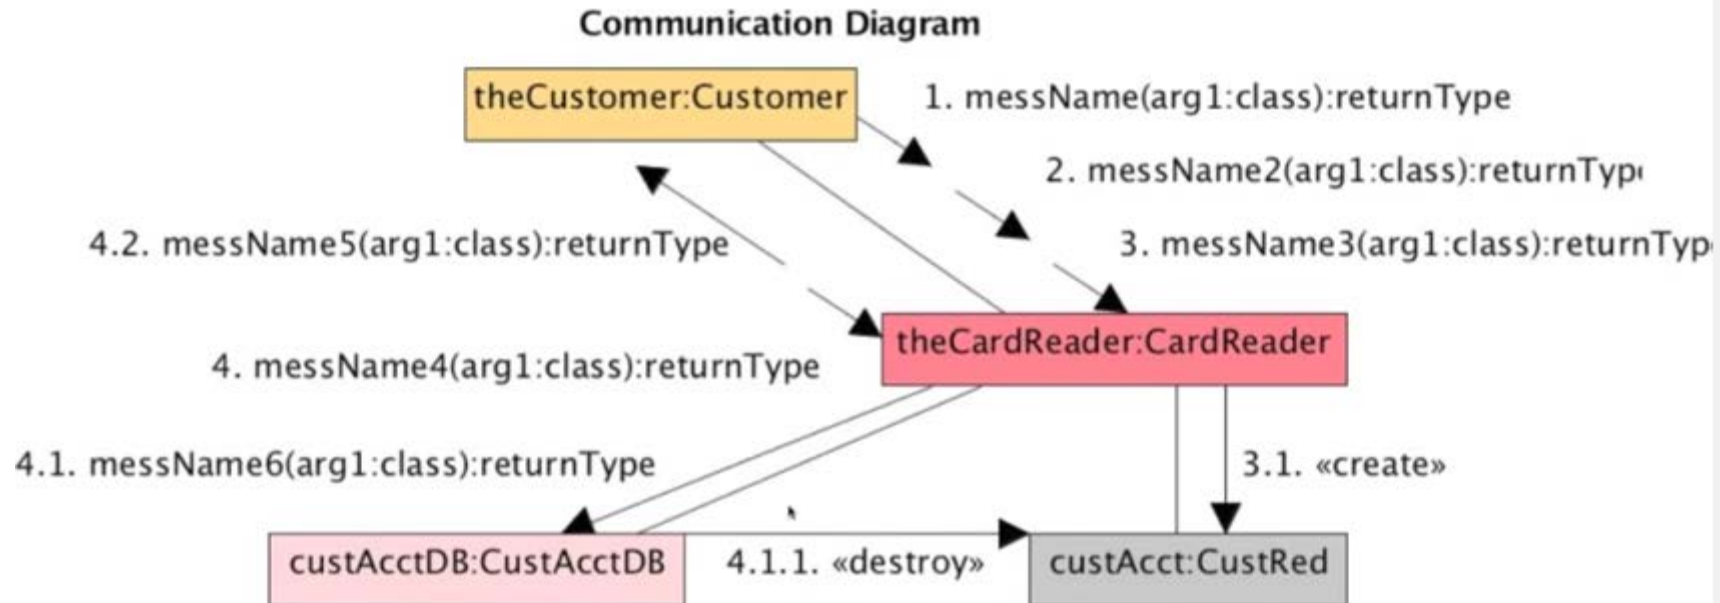 Communication Diagram
theCustomer:Customer
1. messName(arg1:class):returnType
2. messName2(arg1:class):returnTyp
4.2. messName5(arg1:class):returnType
3. messName3(arg1:class):returnTyp
theCardReader:CardReader
4. messName4(arg1:class):returnType
4.1. messName6(arg1:class):returnType
3.1. «create»
custAcctDB:CustAcctDB
4.1.1. «destroy»
custAcct:CustRed